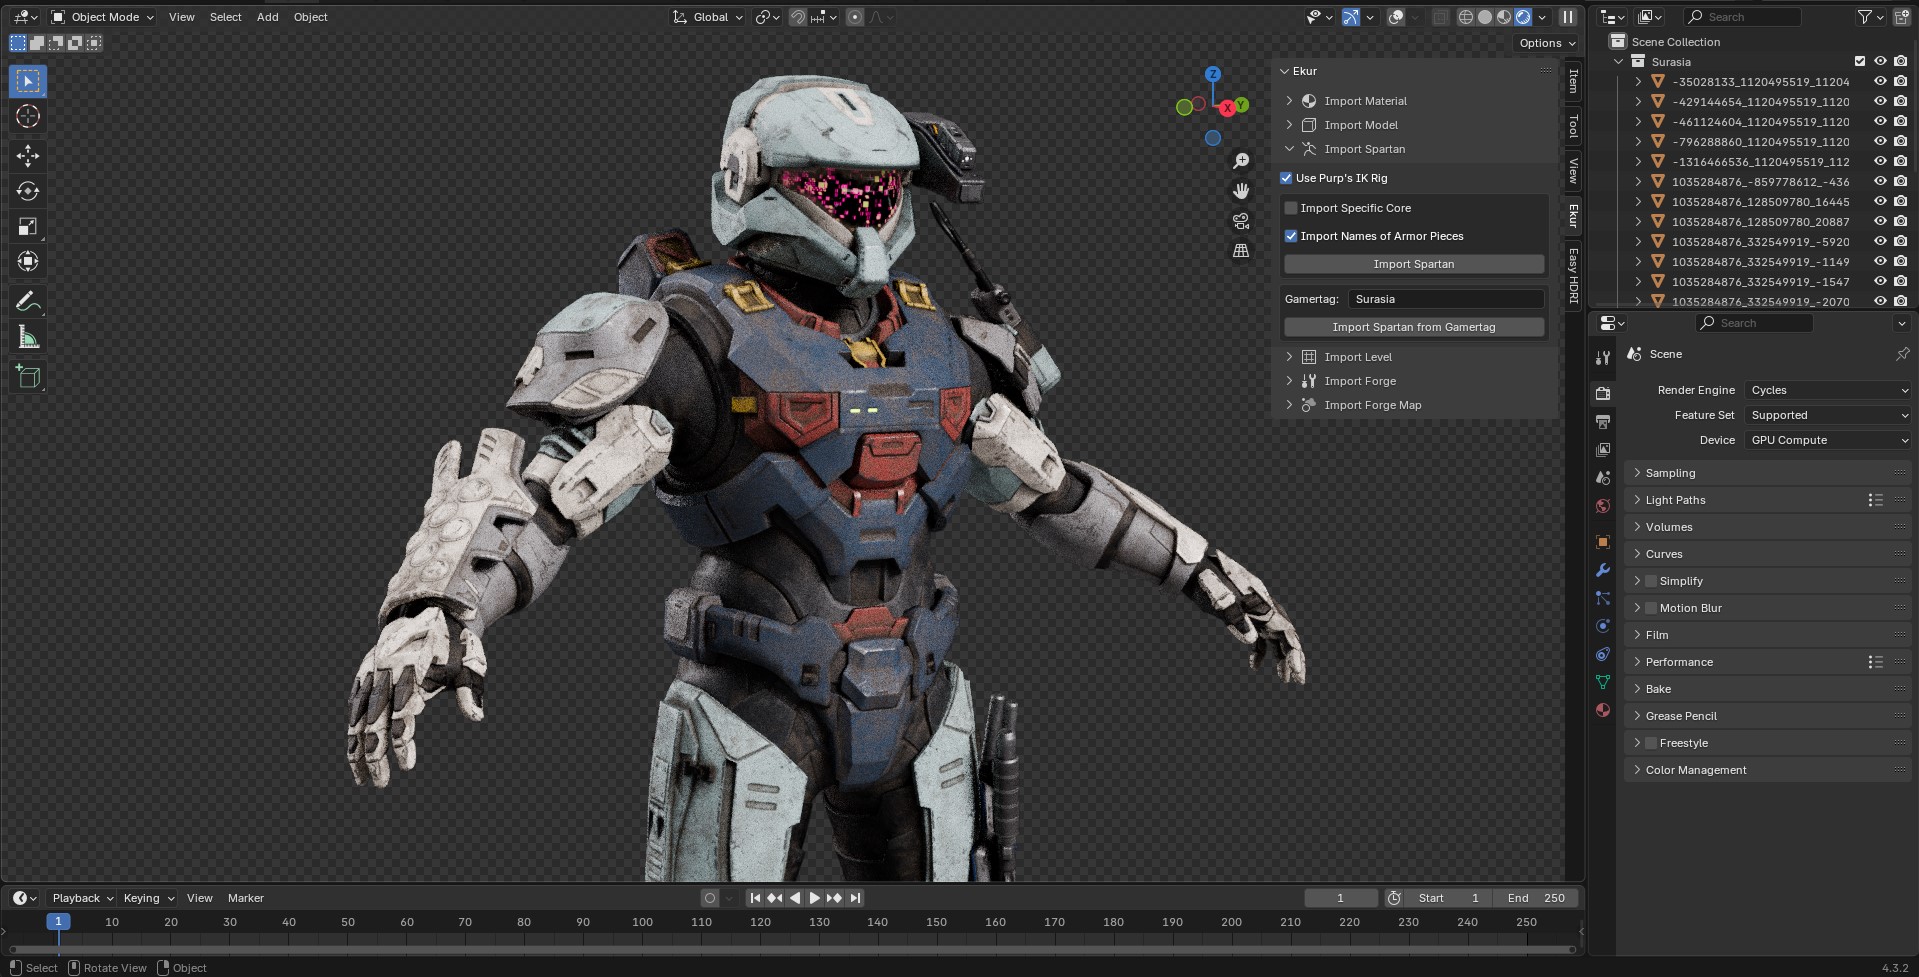 Object Mode
View
Select
Add
Object
Global
Search
Options
Z
X
Y
Ekur
Import Material
Import Model
Import Spartan
Use Purp's IK Rig
Import Specific Core
Import Names of Armor Pieces
Import Spartan
Gamertag:
Surasia
Import Spartan from Gamertag
Import Level
Import Forge
Import Forge Map
Item
Tool
View
Ekur
Easy HDRI
Scene Collection
Surasia
-35028133_1120495519_11204
-429144654_1120495519_1120
-461124604_1120495519_1120
-796288860_1120495519_1120
-1316466536_1120495519_112
1035284876_-859778612_-436
1035284876_128509780_16445
1035284876_128509780_20887
1035284876_332549919_-5920
1035284876_332549919_-1149
1035284876_332549919_-1547
1035284876_332549919_-2070
Search
Scene
Render Engine
Cycles
Feature Set
Supported
Device
GPU Compute
Sampling
Light Paths
Volumes
Curves
Simplify
Motion Blur
Film
Performance
Bake
Grease Pencil
Freestyle
Color Management
Playback
Keying
View
Marker
1
Start
1
End
250
1
10
20
30
40
50
60
70
80
90
100
110
120
130
140
150
160
170
180
190
200
210
220
230
240
250
Select
Rotate View
Object
4.3.2